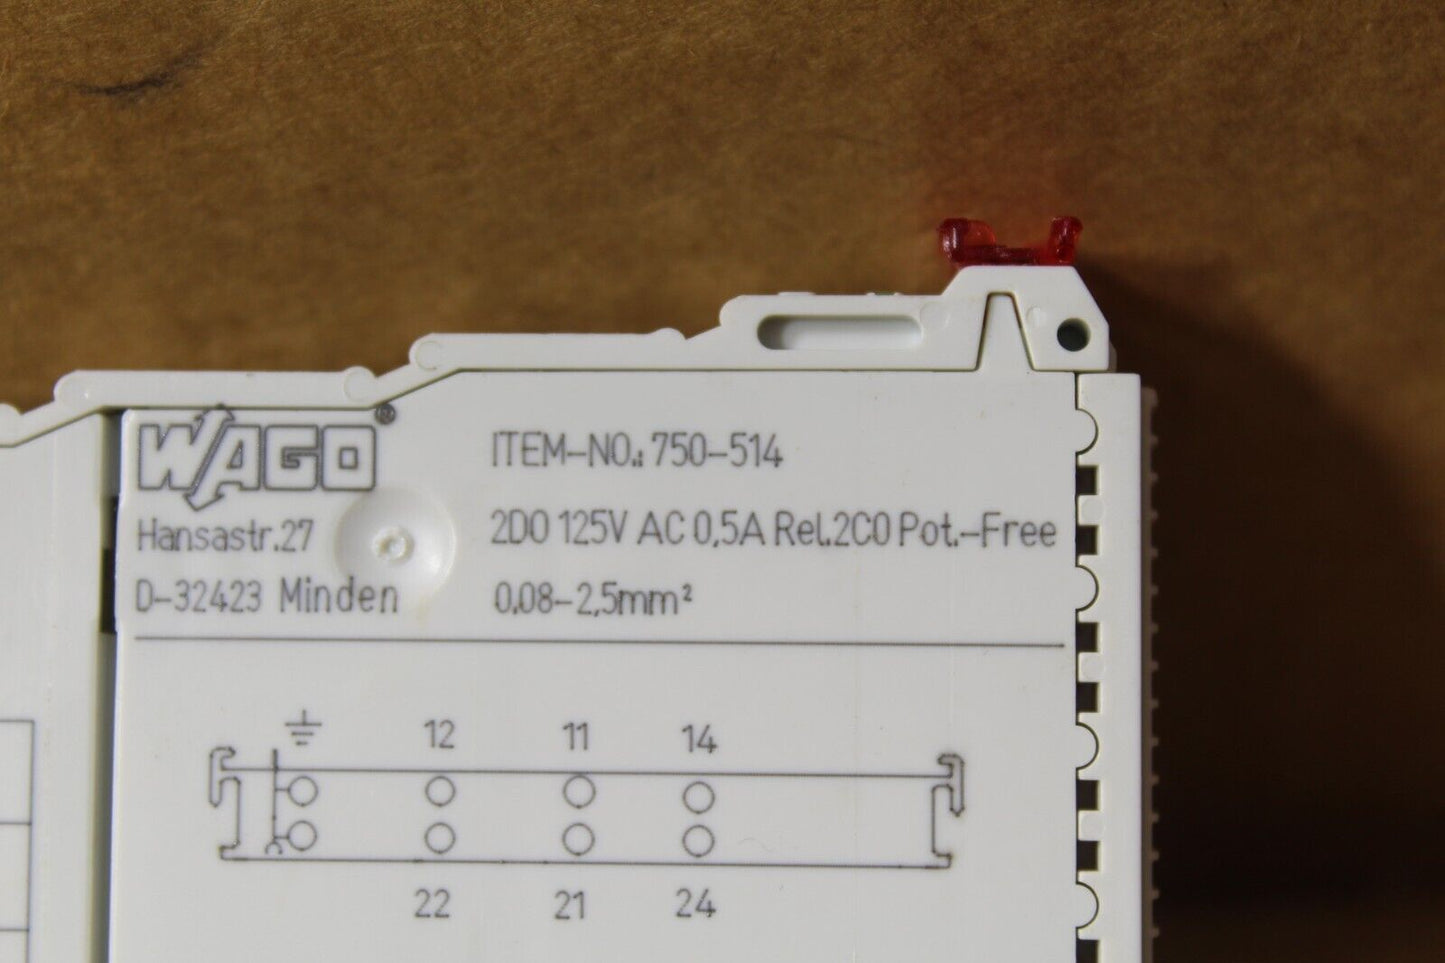 WAGO®
Hansastr.27
D-32423 Minden
ITEM-NO.: 750-514
2DO 125V AC 0,5A Rel.2CO Pot.-Free
0,08-2,5mm²
12 11 14
22 21 24